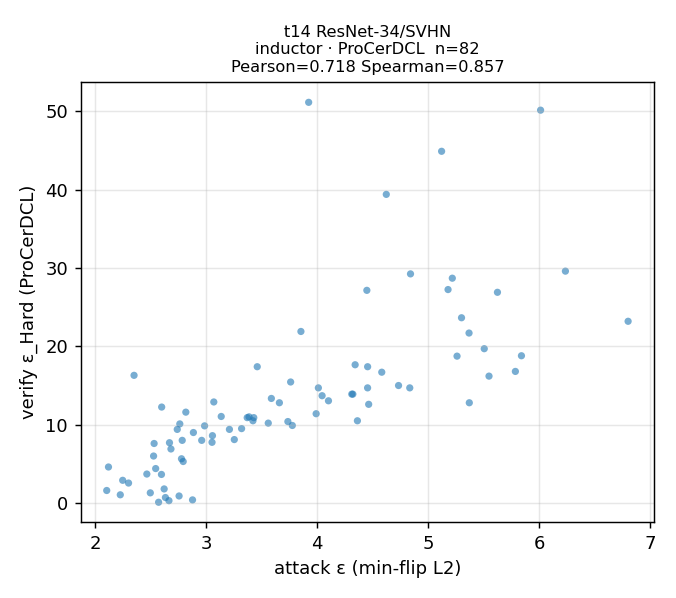 t14 ResNet-34/SVHN
inductor · ProCerDCL  n=82
Pearson=0.718 Spearman=0.857
50
40
30
20
10
0
verify ε_Hard (ProCerDCL)
2 3 4 5 6 7
attack ε (min-flip L2)